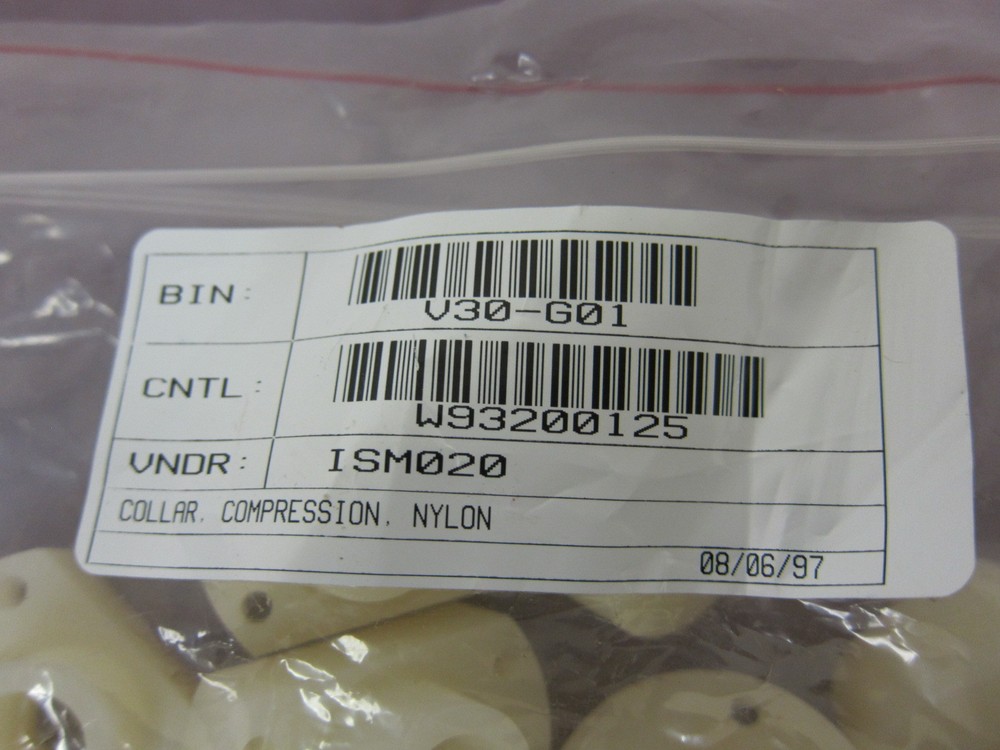 BIN: V30-G01
CNTL: W93200125
VNDR: ISM020
COLLAR, COMPRESSION, NYLON
08/06/97